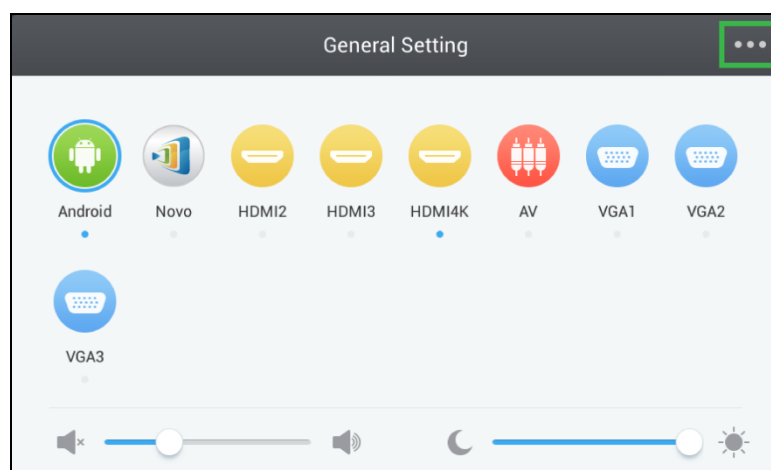 General Setting
Android Novo HDMI2 HDMI3 HDMI4K AV VGA1 VGA2
VGA3